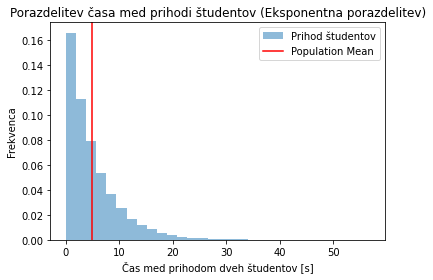 Porazdelitev časa med prihodi študentov (Eksponentna porazdelitev)
Prihod študentov
Population Mean
Frekvenca
0.16
0.14
0.12
0.10
0.08
0.06
0.04
0.02
0.00
0 10 20 30 40 50
Čas med prihodom dveh študentov [s]